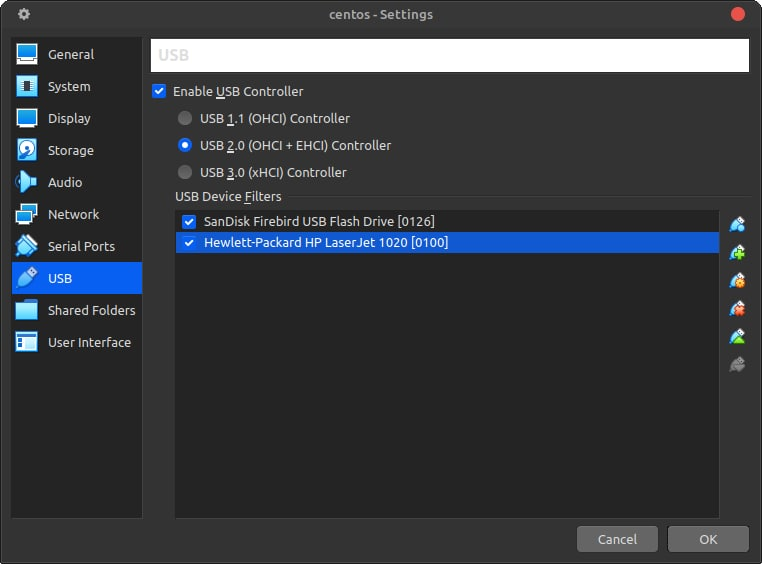 centos - Settings
General
System
Display
Storage
Audio
Network
Serial Ports
USB
Shared Folders
User Interface
USB
Enable USB Controller
USB 1.1 (OHCI) Controller
USB 2.0 (OHCI + EHCI) Controller
USB 3.0 (xHCI) Controller
USB Device Filters
SanDisk Firebird USB Flash Drive [0126]
Hewlett-Packard HP LaserJet 1020 [0100]
Cancel
OK